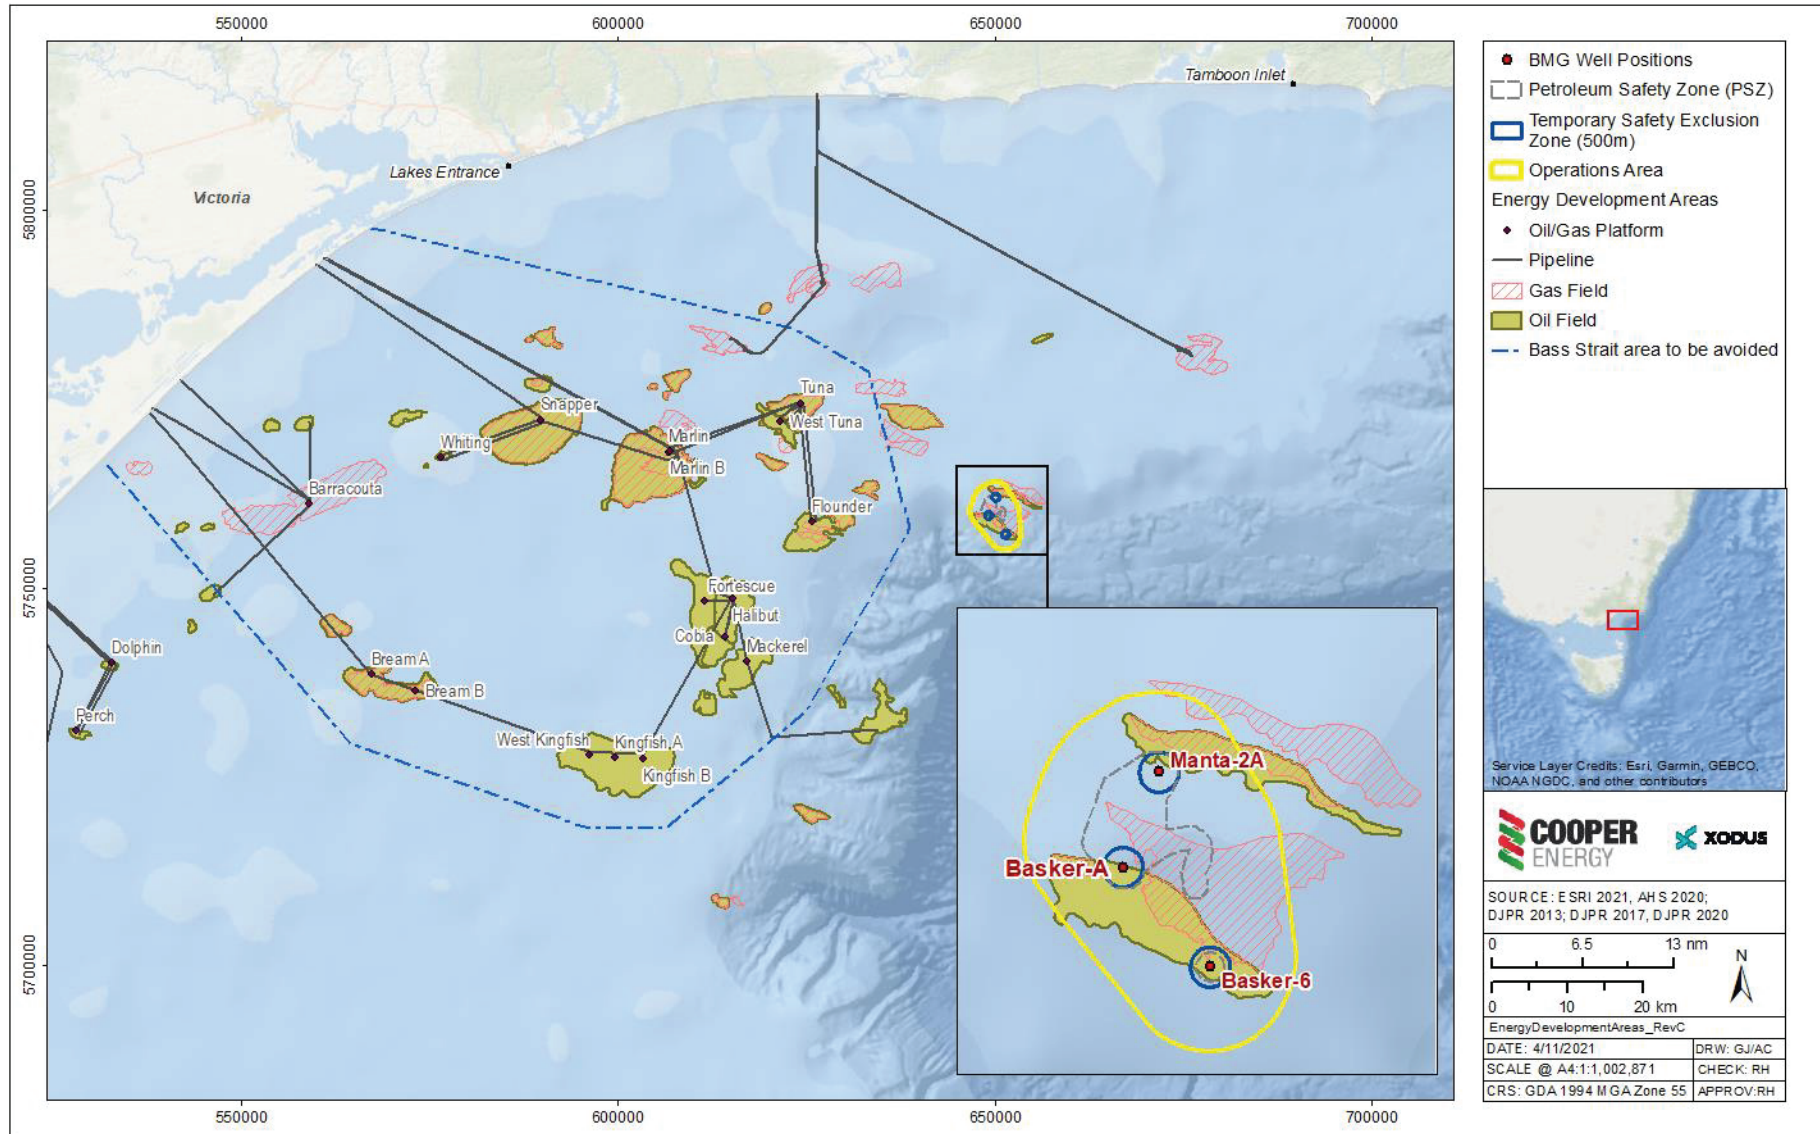 550000
600000
650000
700000
Tamboon Inlet
Lakes Entrance
Victoria
5800000
5750000
5700000
Tuna
West Tuna
Snapper
Whiting
Marlin
Marlin B
Barracouta
Flounder
Fortescue
Halibut
Cobia
Mackerel
Dolphin
Bream A
Bream B
Perch
West Kingfish
Kingfish A
Kingfish B
Manta-2A
Basker-A
Basker-6
550000
600000
650000
700000
BMG Well Positions
Petroleum Safety Zone (PSZ)
Temporary Safety Exclusion
Zone (500m)
Operations Area
Energy Development Areas
Oil/Gas Platform
Pipeline
Gas Field
Oil Field
Bass Strait area to be avoided
Service Layer Credits: Esri, Garmin, GEBCO,
NOAA NGDC, and other contributors
COOPER
ENERGY
XODUS
SOURCE: ESRI 2021, AHS 2020;
DJPR 2013; DJPR 2017, DJPR 2020
0 6.5 13 nm
N
0 10 20 km
EnergyDevelopmentAreas_RevC
DATE: 4/11/2021 DRW: GJ/AC
SCALE @ A4:1:1,002,871 CHECK: RH
CRS: GDA 1994 MGA Zone 55 APPROV:RH